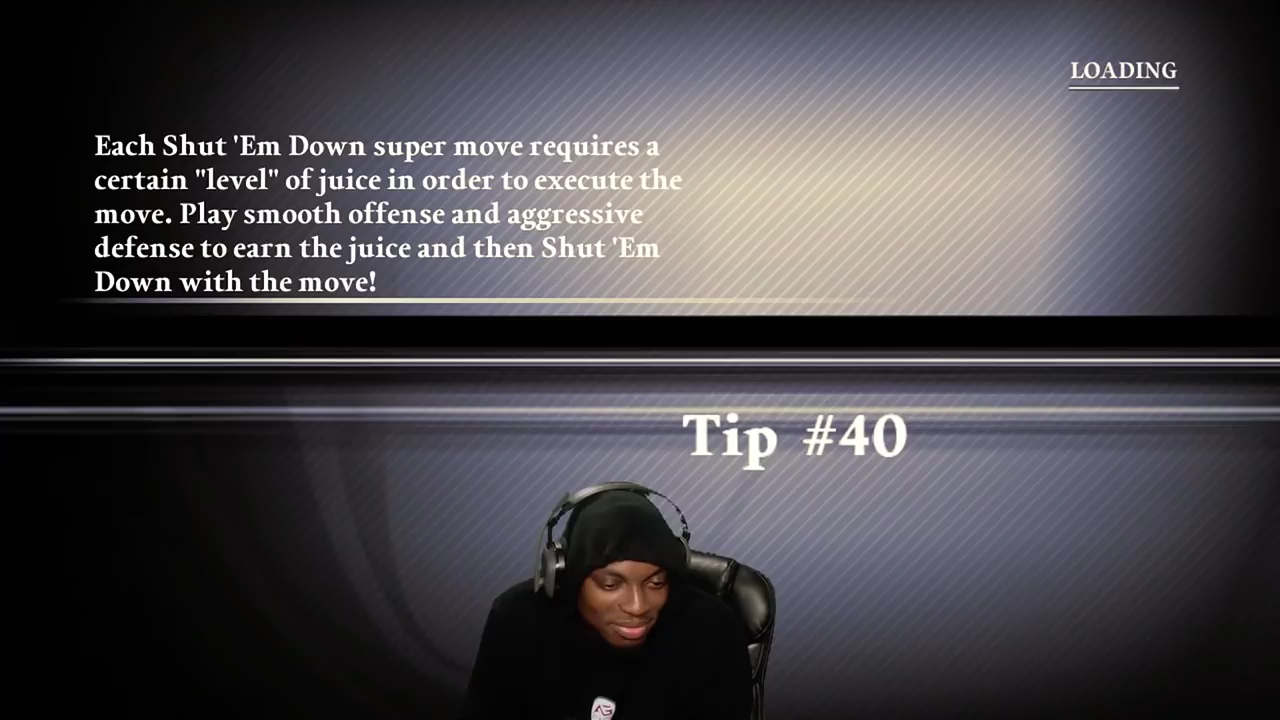 LOADING
Each Shut 'Em Down super move requires a
certain "level" of juice in order to execute the
move. Play smooth offense and aggressive
defense to earn the juice and then Shut 'Em
Down with the move!
Tip #40